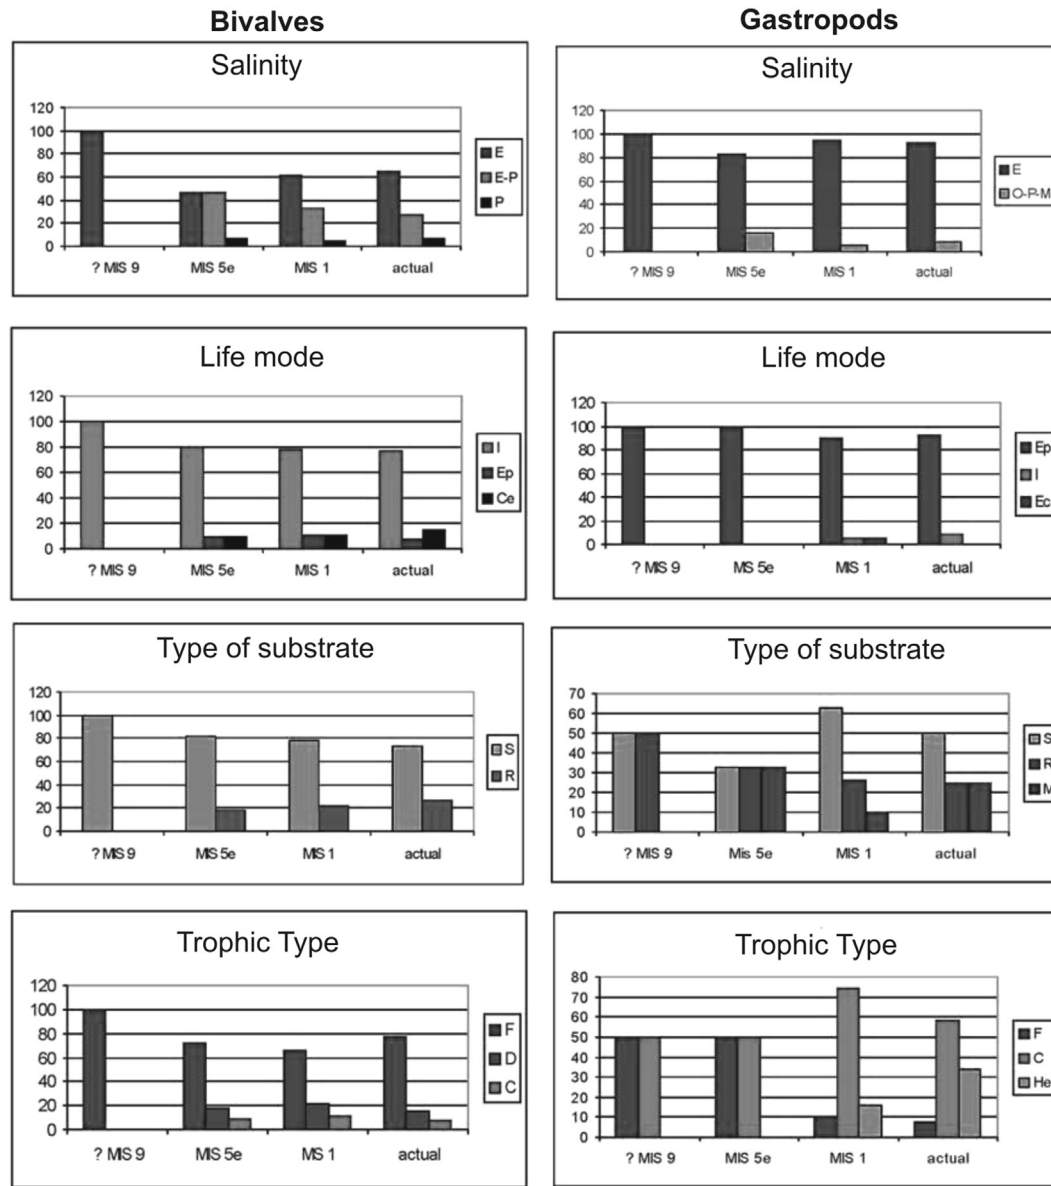 Bivalves
Gastropods
Salinity
120
100
80
60
40
20
0
? MIS 9 MIS 5e MIS 1 actual
E
E-P
P
Salinity
120
100
80
60
40
20
0
? MIS 9 MIS 5e MIS 1 actual
E
O-P-M
Life mode
120
100
80
60
40
20
0
? MIS 9 MIS 5e MIS 1 actual
I
Ep
Ce
Life mode
120
100
80
60
40
20
0
? MIS 9 MS 5e MIS 1 actual
Ep
I
Ec
Type of substrate
120
100
80
60
40
20
0
? MIS 9 MIS 5e MIS 1 actual
S
R
Type of substrate
70
60
50
40
30
20
10
0
? MIS 9 Mis 5e MIS 1 actual
S
R
M
Trophic Type
120
100
80
60
40
20
0
? MIS 9 MIS 5e MS 1 actual
F
D
C
Trophic Type
80
70
60
50
40
30
20
10
0
? MIS 9 MIS 5e MIS 1 actual
F
C
He